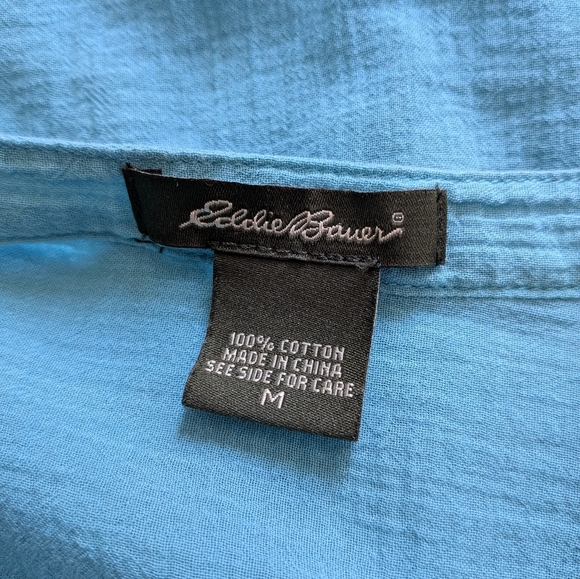 Eddie Bauer ®
100% COTTON
MADE IN CHINA
SEE SIDE FOR CARE
M